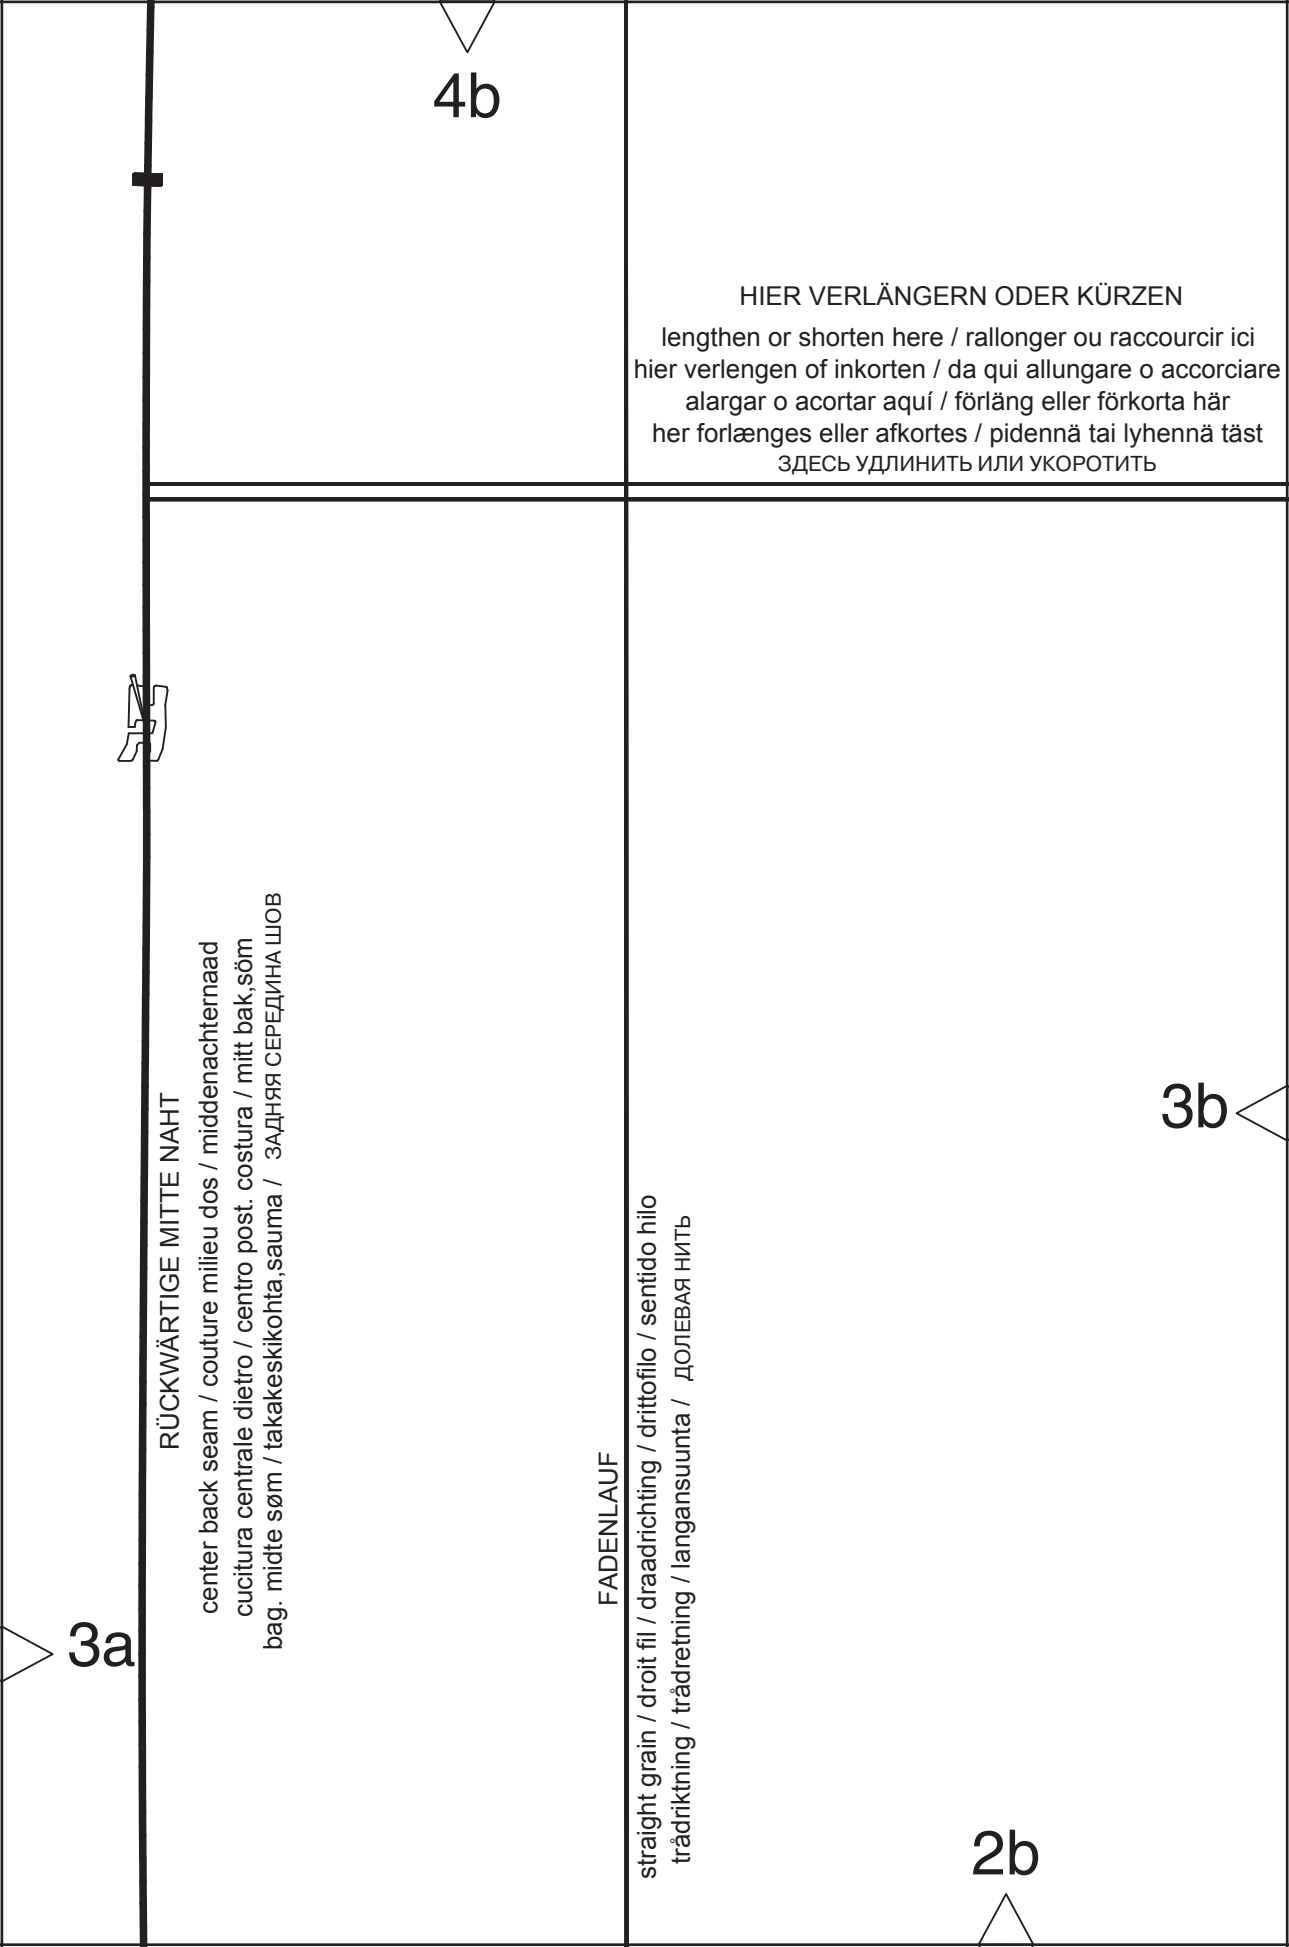 4b
HIER VERLÄNGERN ODER KÜRZEN
lengthen or shorten here / rallonger ou raccourcir ici
hier verlengen of inkorten / da qui allungare o accorciare
alargar o acortar aquí / förläng eller förkorta här
her forlænges eller afkortes / pidennä tai lyhennä täst
ЗДЕСЬ УДЛИНИТЬ ИЛИ УКОРОТИТЬ
RÜCKWÄRTIGE MITTE NAHT
center back seam / couture milieu dos / middenachternaad
cucitura centrale dietro / centro post. costura / mitt bak,söm
bag. midte søm / takakeskikohta,sauma / ЗАДНЯЯ СЕРЕДИНА ШОВ
3b
FADENLAUF
straight grain / droit fil / draadrichting / drittofilo / sentido hilo
trådriktning / trådretning / langansuunta / ДОЛЕВАЯ НИТЬ
3a
2b